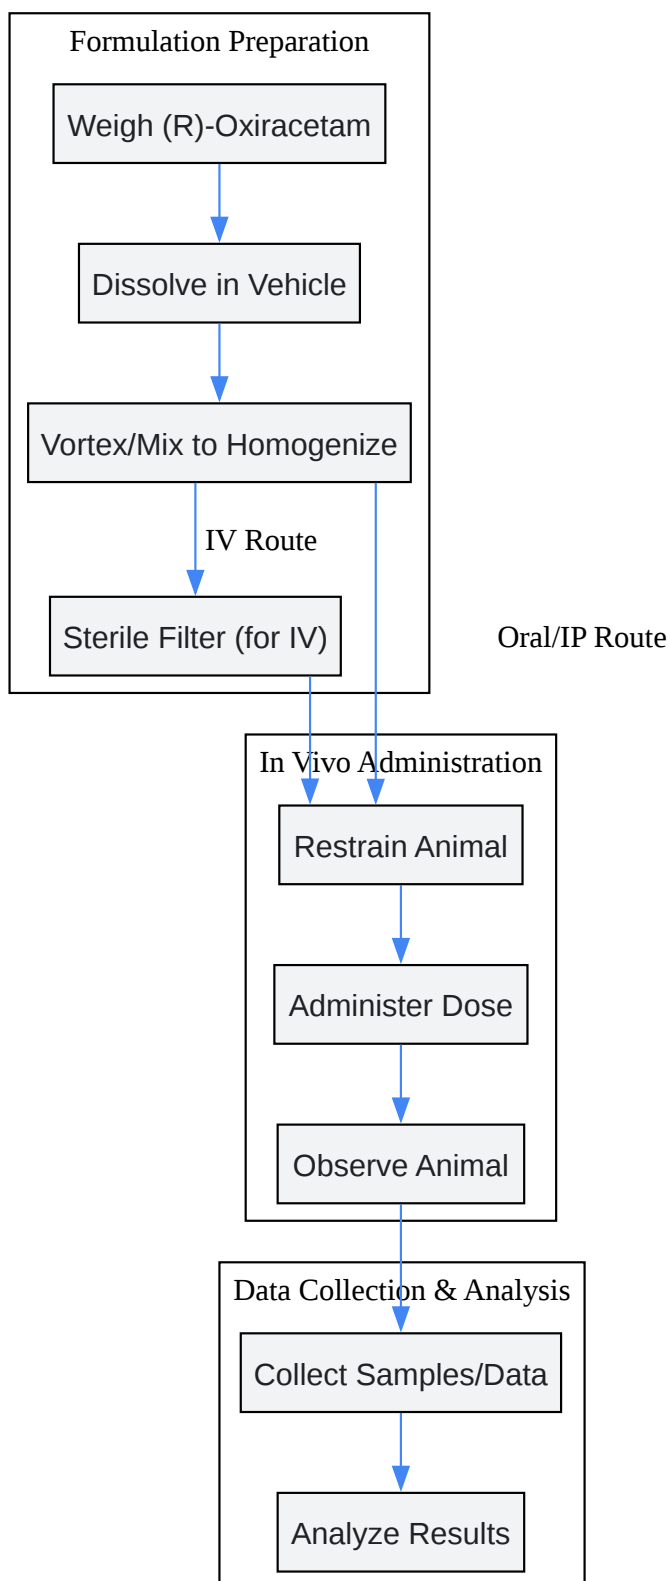 Formulation Preparation
Weigh (R)-Oxiracetam
Dissolve in Vehicle
Vortex/Mix to Homogenize
IV Route
Sterile Filter (for IV)
Oral/IP Route
In Vivo Administration
Restrain Animal
Administer Dose
Observe Animal
Data Collection & Analysis
Collect Samples/Data
Analyze Results